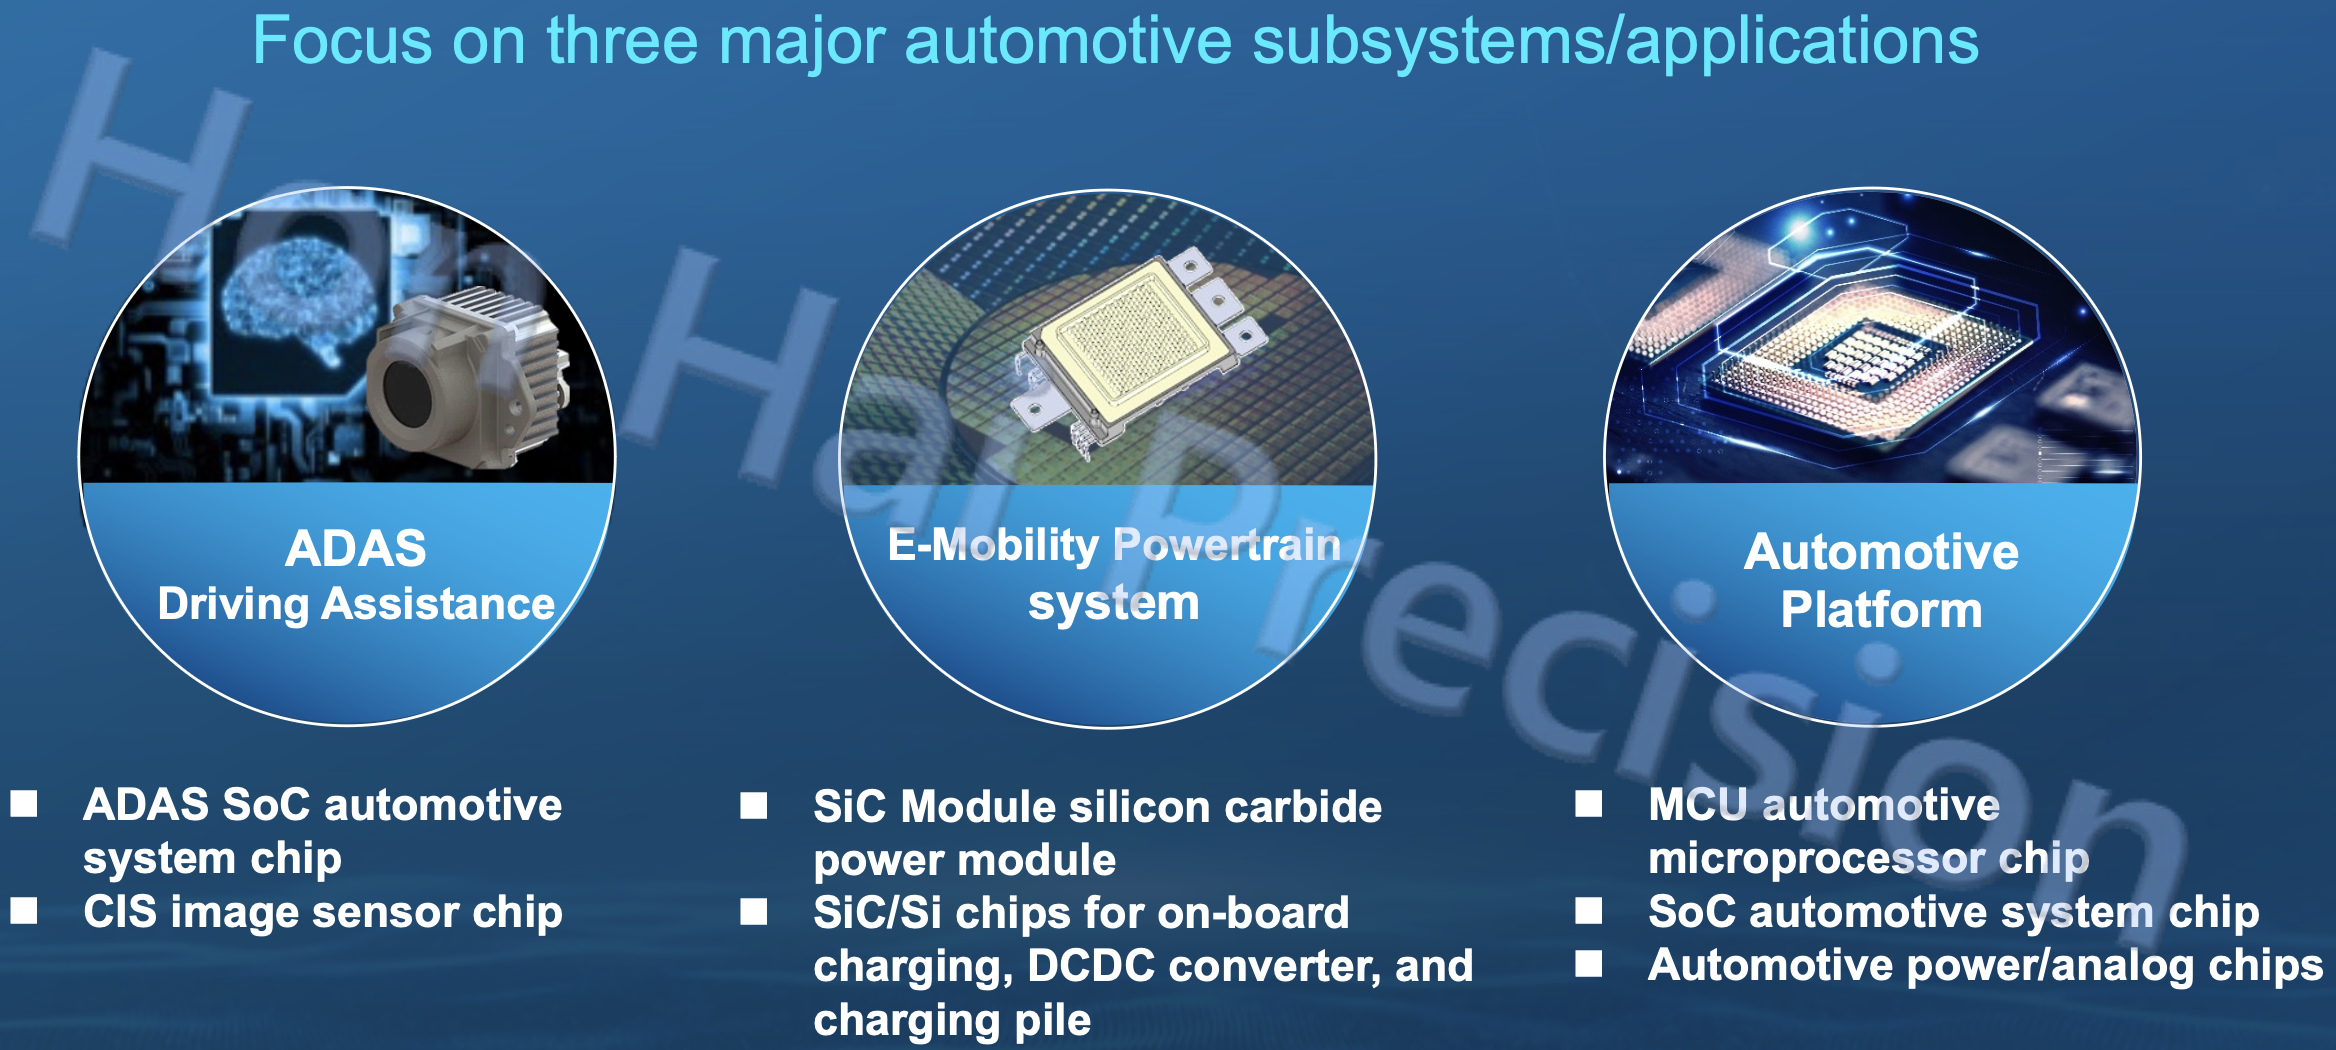 Focus on three major automotive subsystems/applications
Hon Hai Precision
ADAS
Driving Assistance
■ ADAS SoC automotive
system chip
■ CIS image sensor chip
E-Mobility Powertrain
system
■ SiC Module silicon carbide
power module
■ SiC/Si chips for on-board
charging, DCDC converter, and
charging pile
Automotive
Platform
■ MCU automotive
microprocessor chip
■ SoC automotive system chip
■ Automotive power/analog chips